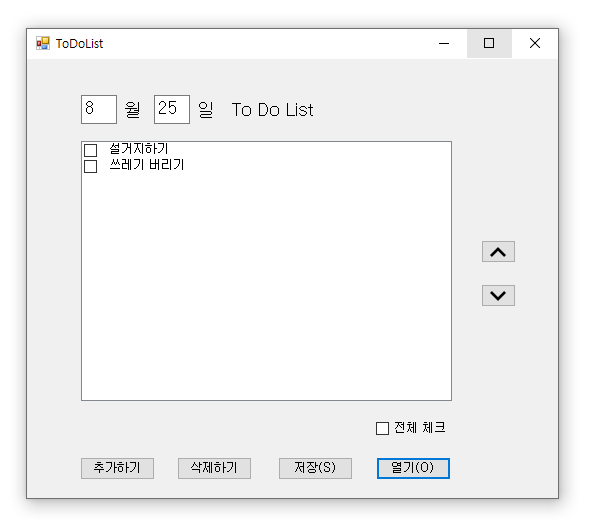 ToDoList
8 월 25 일 To Do List
설거지하기
쓰레기 버리기
전체 체크
추가하기 삭제하기 저장(S) 열기(O)